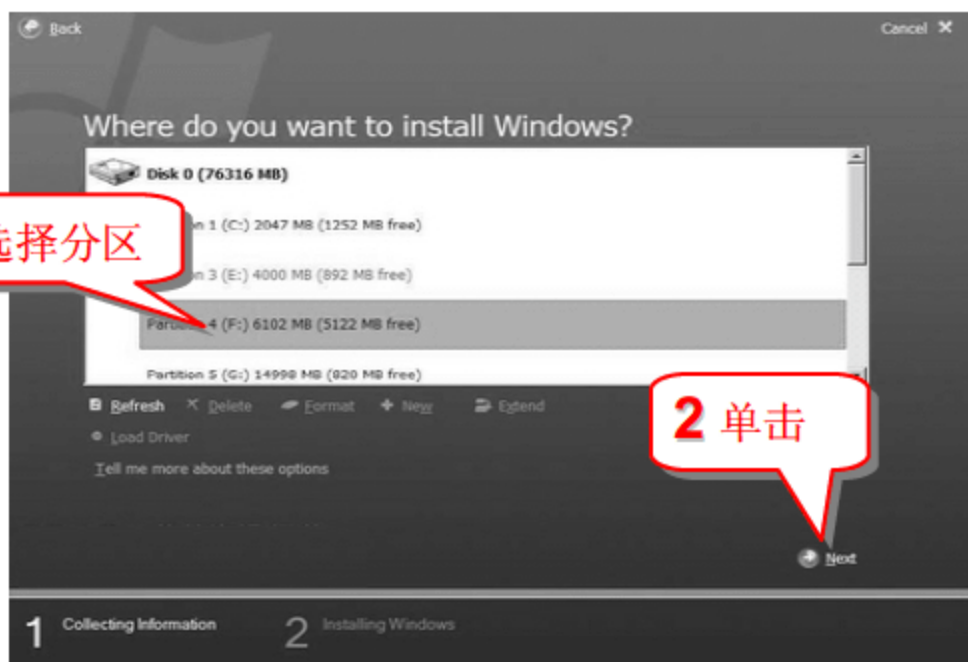 Back
Cancel
Where do you want to install Windows?
Disk 0 (76316 MB)
1 (C:) 2047 MB (1252 MB free)
选择分区
3 (E:) 4000 MB (892 MB free)
4 (F:) 6102 MB (5122 MB free)
Partition 5 (G:) 14998 MB (820 MB free)
Refresh Delete Format New Extend
2 单击
Load Driver
Tell me more about these options
Next
1 Collecting Information 2 Installing Windows